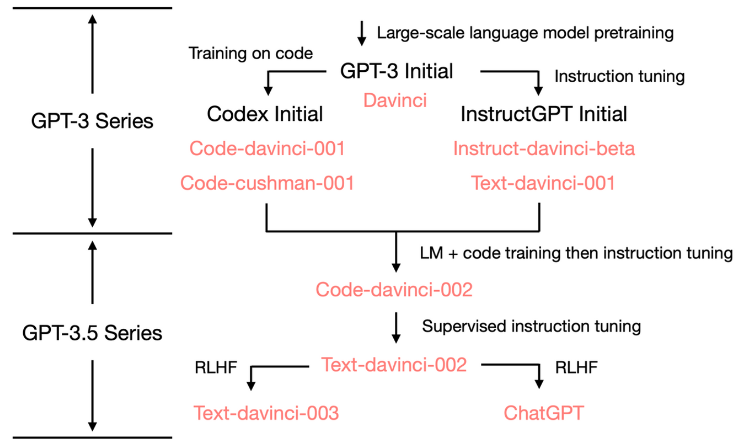 Large-scale language model pretraining
Training on code
GPT-3 Initial
Instruction tuning
Davinci
Codex Initial
InstructGPT Initial
GPT-3 Series
Code-davinci-001
Instruct-davinci-beta
Code-cushman-001
Text-davinci-001
LM + code training then instruction tuning
Code-davinci-002
GPT-3.5 Series
Supervised instruction tuning
RLHF
Text-davinci-002
RLHF
Text-davinci-003
ChatGPT